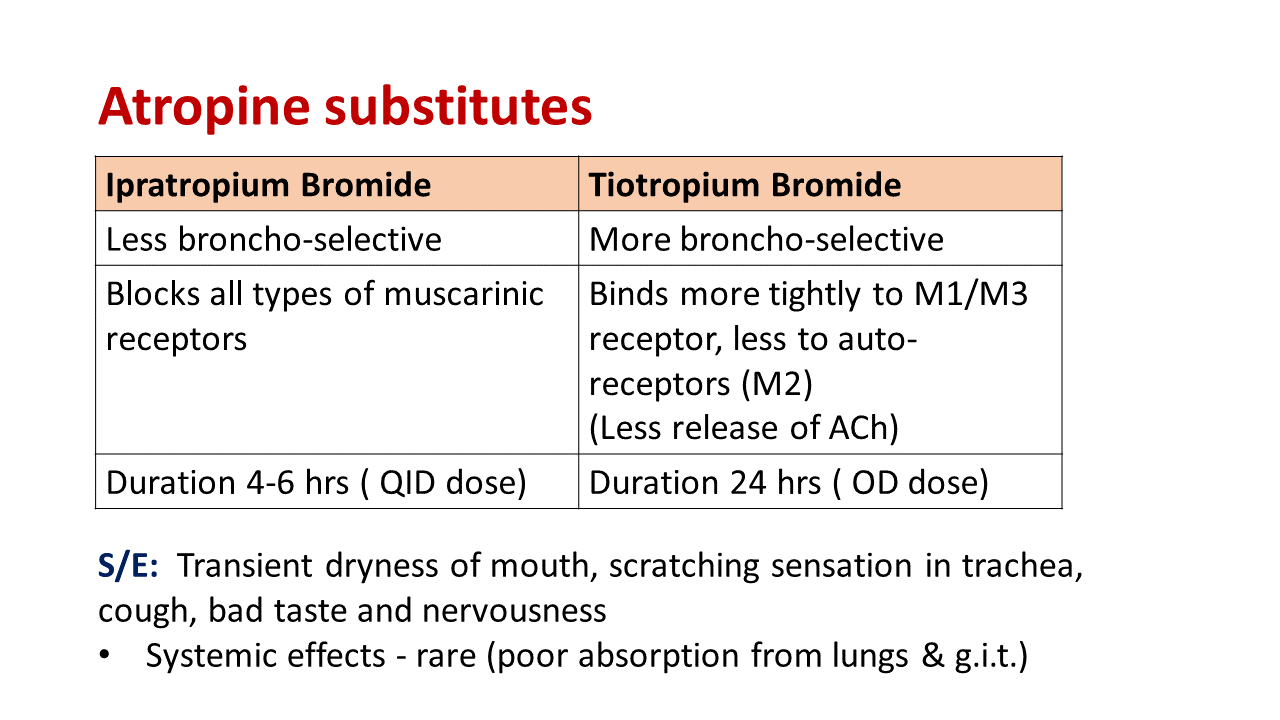 Atropine substitutes
Ipratropium Bromide
Tiotropium Bromide
Less broncho-selective
More broncho-selective
Blocks all types of muscarinic
receptors
Binds more tightly to M1/M3
receptor, less to auto-
receptors (M2)
(Less release of ACh)
Duration 4-6 hrs ( QID dose)
Duration 24 hrs ( OD dose)
S/E: Transient dryness of mouth, scratching sensation in trachea,
cough, bad taste and nervousness
• Systemic effects - rare (poor absorption from lungs & g.i.t.)